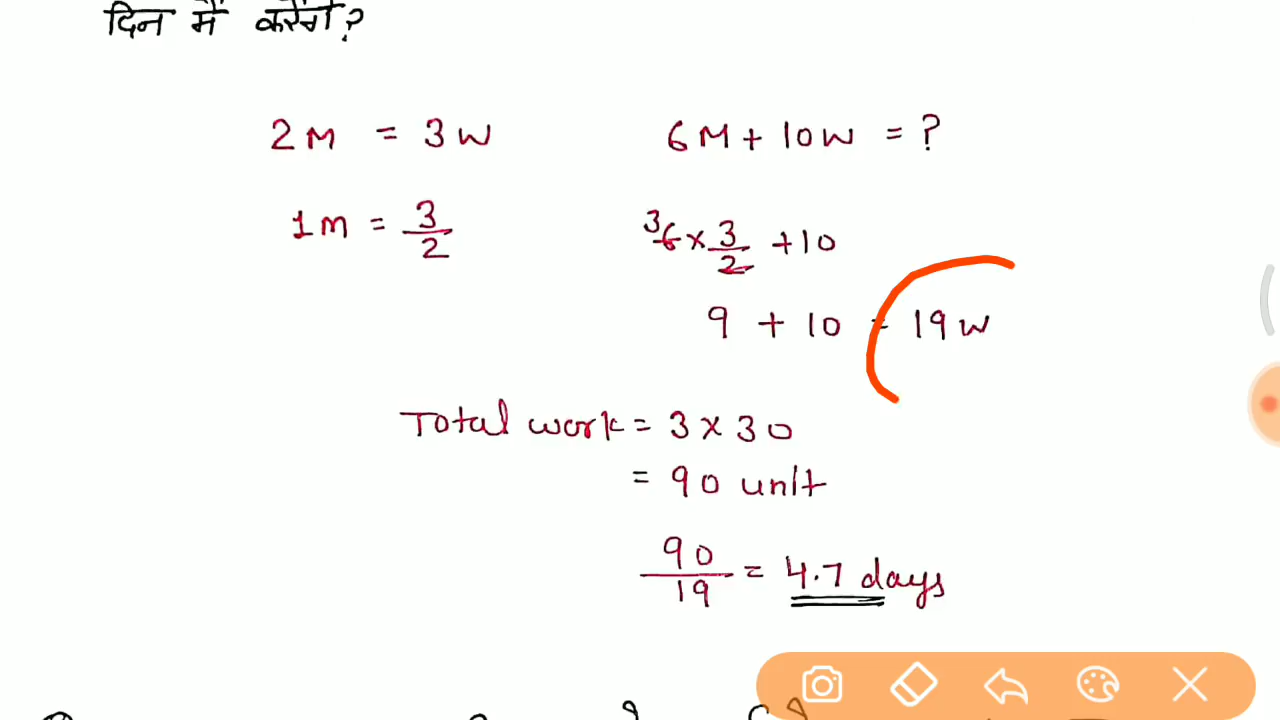 दिन में करेंगे?
2M = 3W
6M + 10W = ?
1M = 3/2
3 6 × 3/2 + 10
9 + 10 = 19W
Total work = 3 × 30
= 90 unit
90/19 = 4.7 days